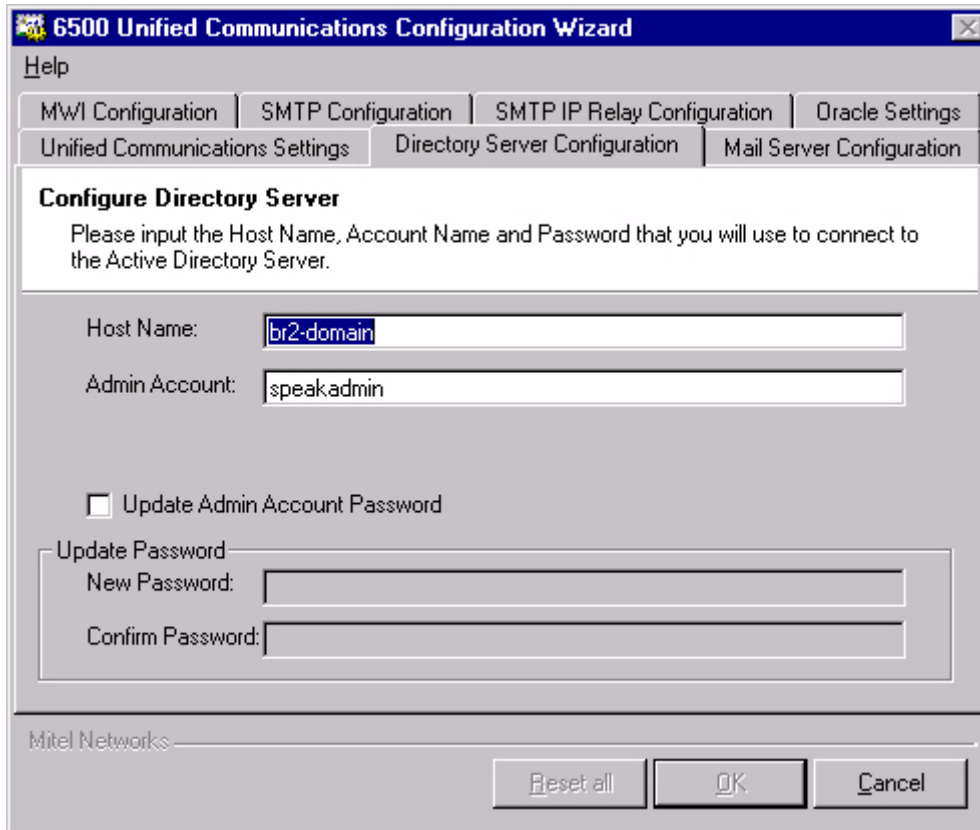 6500 Unified Communications Configuration Wizard
Help
MWI Configuration
SMTP Configuration
SMTP IP Relay Configuration
Oracle Settings
Unified Communications Settings
Directory Server Configuration
Mail Server Configuration
Configure Directory Server
Please input the Host Name, Account Name and Password that you will use to connect to
the Active Directory Server.
Host Name:
br2-domain
Admin Account:
speakadmin
Update Admin Account Password
Update Password
New Password:
Confirm Password:
Mitel Networks
Reset all
OK
Cancel